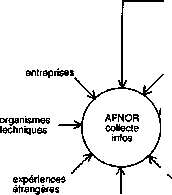 entreprises
organismes
techniques
AFNOR
collecte
infos
expériences
étrangères